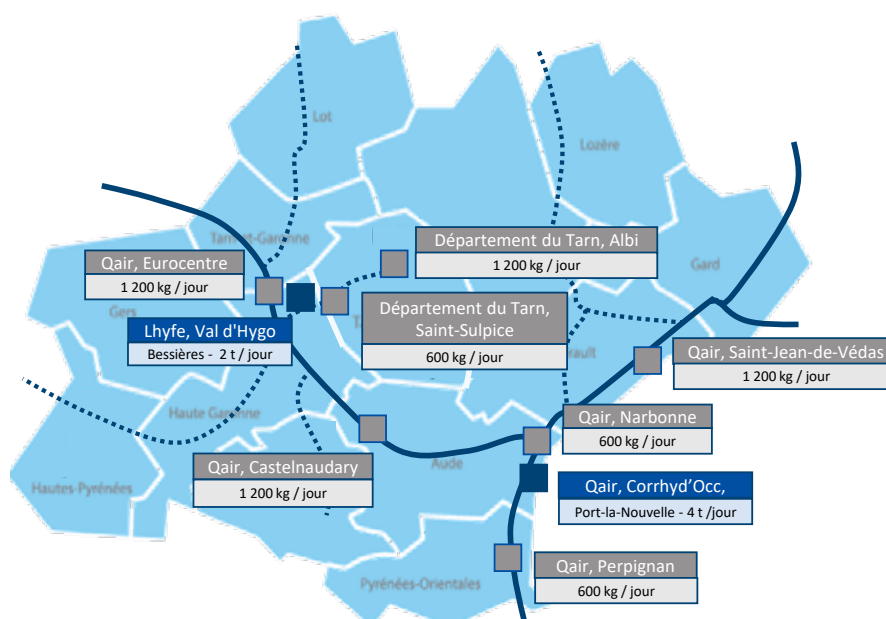 Lot
Lozère
Tarn-et-Garonne
Département du Tarn, Albi
1 200 kg / jour
Gard
Qair, Eurocentre
1 200 kg / jour
Gers
Département du Tarn,
Saint-Sulpice
600 kg / jour
Lhyfe, Val d'Hygo
Bessières - 2 t / jour
Qair, Saint-Jean-de-Védas
1 200 kg / jour
Haute Garonne
Qair, Narbonne
600 kg / jour
Qair, Castelnaudary
1 200 kg / jour
Aude
Hautes-Pyrénées
Qair, Corrhyd’Occ,
Port-la-Nouvelle - 4 t /jour
Qair, Perpignan
600 kg / jour
Pyrénées-Orientales